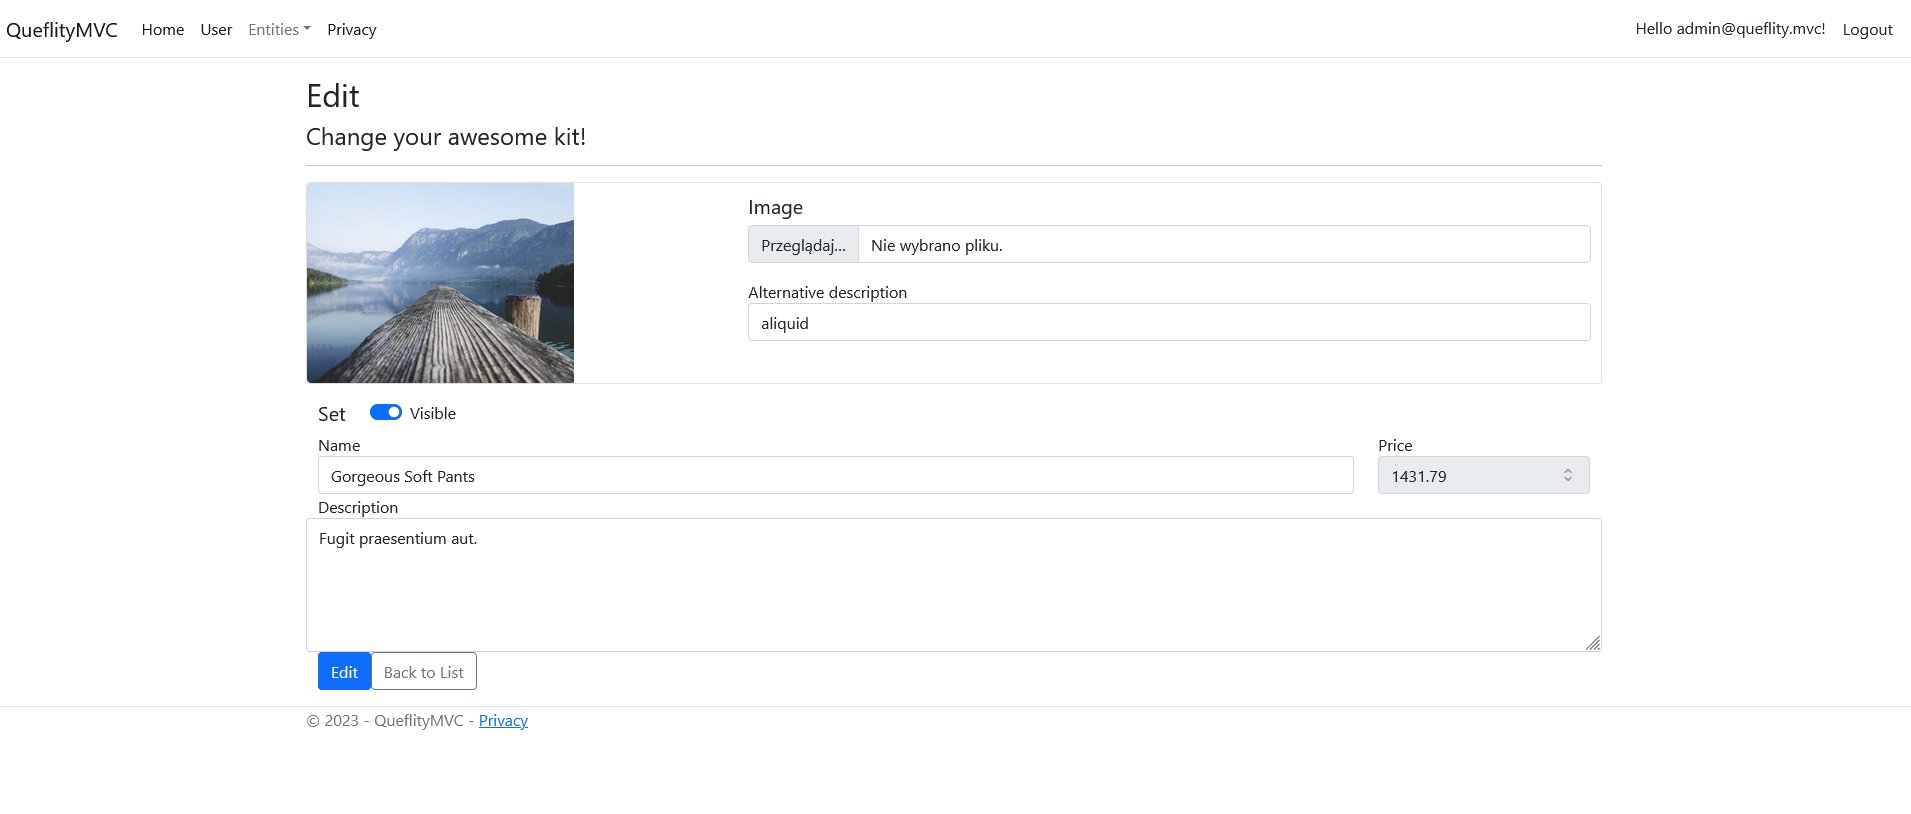 QueflityMVC Home User Entities Privacy Hello admin@queflity.mvc! Logout
Edit
Change your awesome kit!
Image
Przeglądaj... Nie wybrano pliku.
Alternative description
aliquid
Set Visible
Name Price
Gorgeous Soft Pants 1431.79
Description
Fugit praesentium aut.
Edit Back to List
© 2023 - QueflityMVC - Privacy